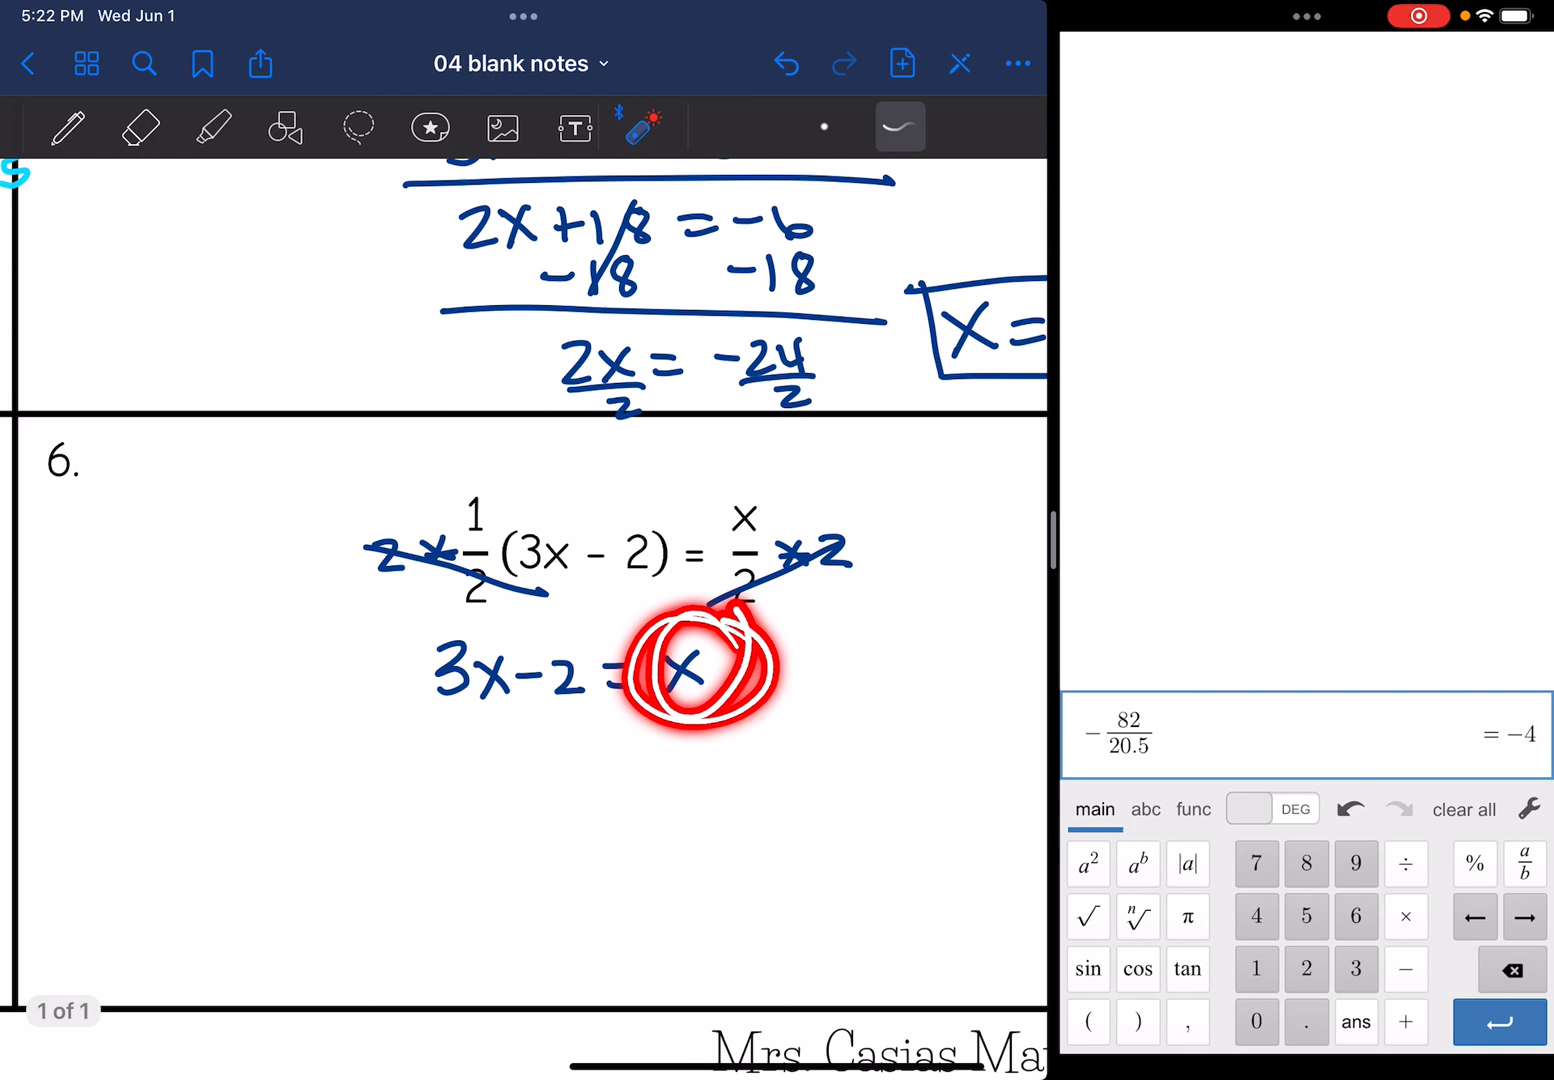 5:22 PM Wed Jun 1
04 blank notes
T
S
2x + 18 = -6
-18 -18
2x = -24
2 2
x =
6.
2 * 1/2 (3x - 2) = x/2 * 2
3x - 2 = x
1 of 1
Mrs. Casias Ma
- 82/20.5 = -4
main abc func DEG clear all
a² aᵇ |a| 7 8 9 ÷ % a/b
√ ⁿ√ π 4 5 6 × ← →
sin cos tan 1 2 3 −
( ) , 0 . ans +